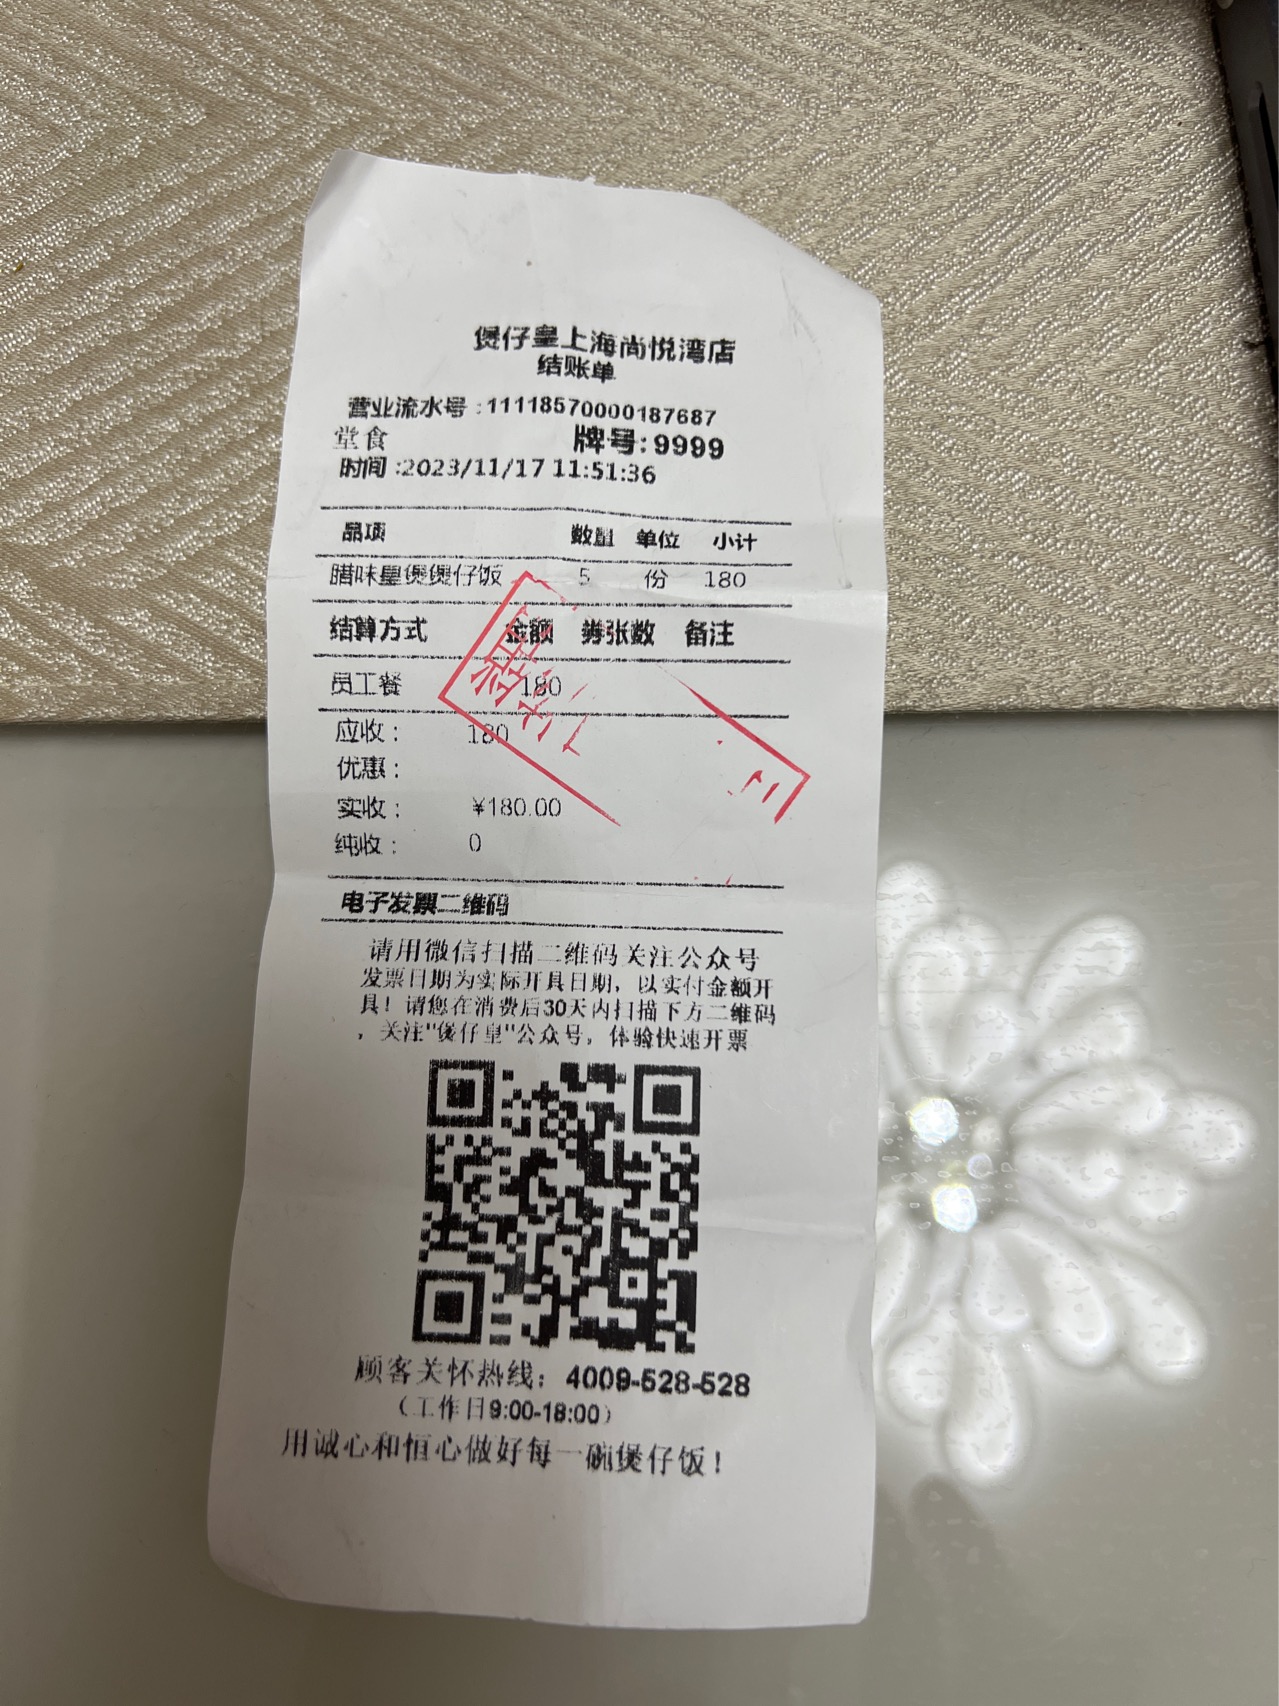 煲仔皇上海尚悦湾店
结账单
营业流水号:11118570000187687
堂食 牌号:9999
时间:2023/11/17 11:51:36
品项 数量 单位 小计
腊味皇煲煲仔饭 5 份 180
结算方式 金额 券张数 备注
员工餐 180
应收: 180
优惠:
实收: ¥180.00
纯收: 0
电子发票二维码
请用微信扫描二维码关注公众号
发票日期为实际开具日期，以实付金额开
具！请您在消费后30天内扫描下方二维码
，关注"煲仔皇"公众号，体验快速开票
顾客关怀热线：4009-528-528
（工作日9:00-18:00）
用诚心和恒心做好每一碗煲仔饭！